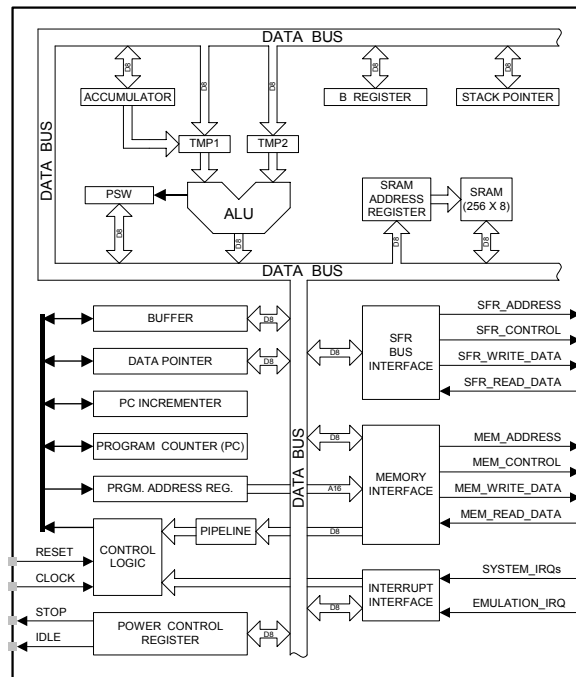 DATA BUS
D8
D8
D8
D8
D8
ACCUMULATOR
B REGISTER
STACK POINTER
DATA BUS
TMP1
TMP2
PSW
ALU
SRAM
ADDRESS
REGISTER
SRAM
(256 X 8)
D8
D8
D8
D8
DATA BUS
BUFFER
D8
DATA POINTER
D8
PC INCREMENTER
PROGRAM COUNTER (PC)
PRGM. ADDRESS REG.
DATA BUS
D8
SFR
BUS
INTERFACE
SFR_ADDRESS
SFR_CONTROL
SFR_WRITE_DATA
SFR_READ_DATA
D8
A16
D8
MEMORY
INTERFACE
MEM_ADDRESS
MEM_CONTROL
MEM_WRITE_DATA
MEM_READ_DATA
PIPELINE
CONTROL
LOGIC
RESET
CLOCK
INTERRUPT
INTERFACE
SYSTEM_IRQs
EMULATION_IRQ
D8
STOP
IDLE
POWER CONTROL
REGISTER
D8